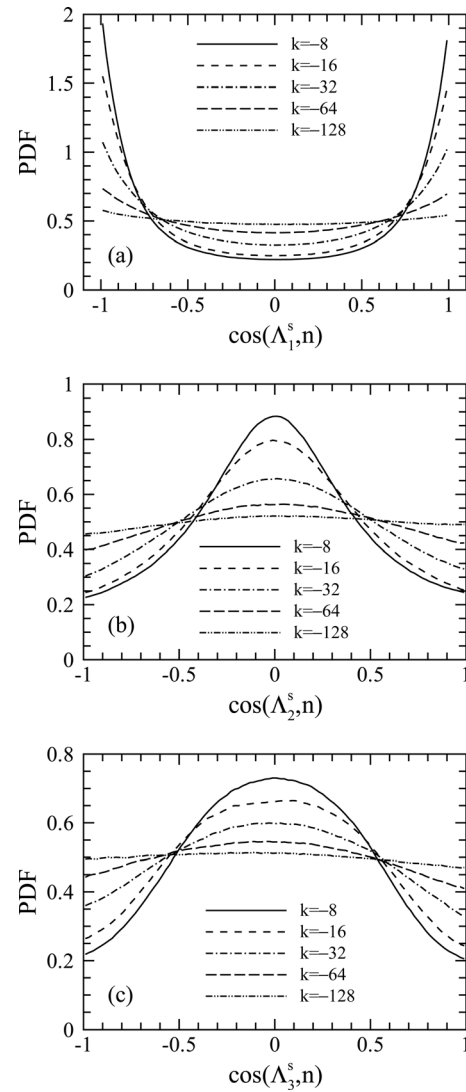 2
1.5
1
0.5
0
PDF
k=–8
k=–16
k=–32
k=–64
k=–128
(a)
-1 -0.5 0 0.5 1
cos(Λ₁ˢ,n)
1
0.8
0.6
0.4
0.2
0
PDF
k=–8
k=–16
k=–32
k=–64
k=–128
(b)
-1 -0.5 0 0.5 1
cos(Λ₂ˢ,n)
0.8
0.6
0.4
0.2
0
PDF
k=–8
k=–16
k=–32
k=–64
k=–128
(c)
-1 -0.5 0 0.5 1
cos(Λ₃ˢ,n)